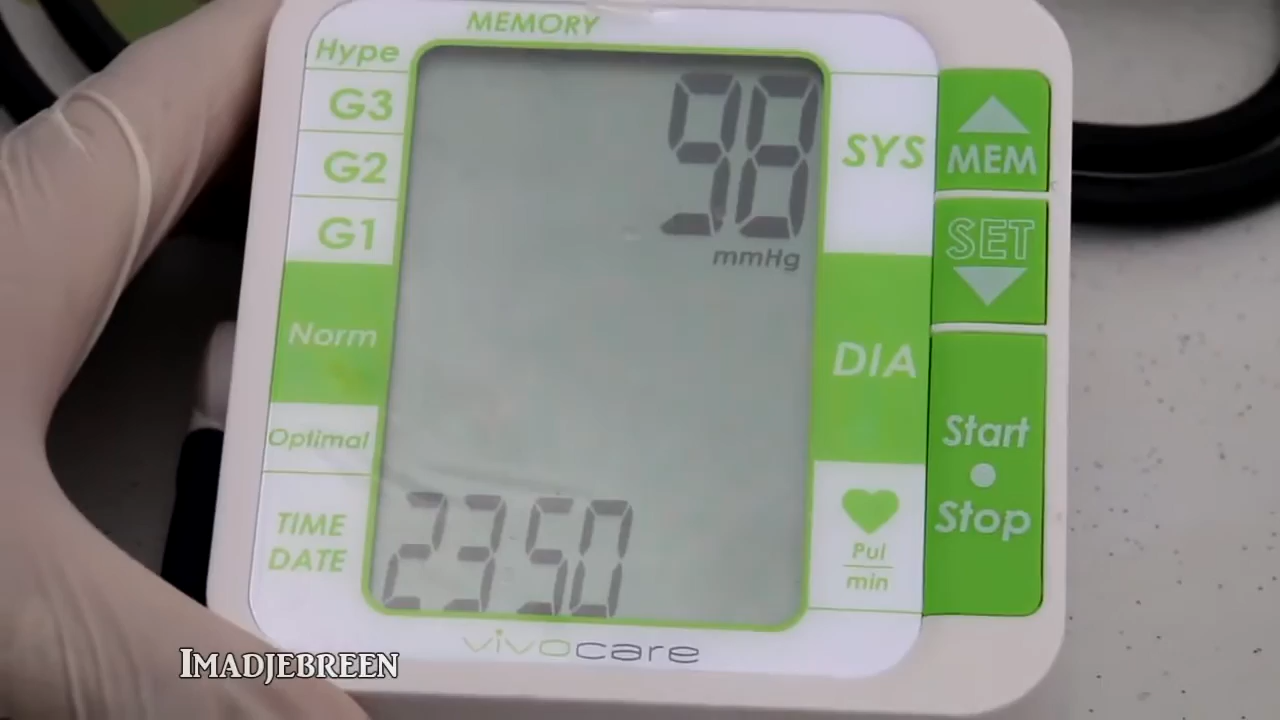 MEMORY
Hype
G3
G2
G1
Norm
Optimal
TIME
DATE
98
mmHg
2350
SYS
DIA
Pul
min
MEM
SET
Start
Stop
vivocare
IMADJEBREEN